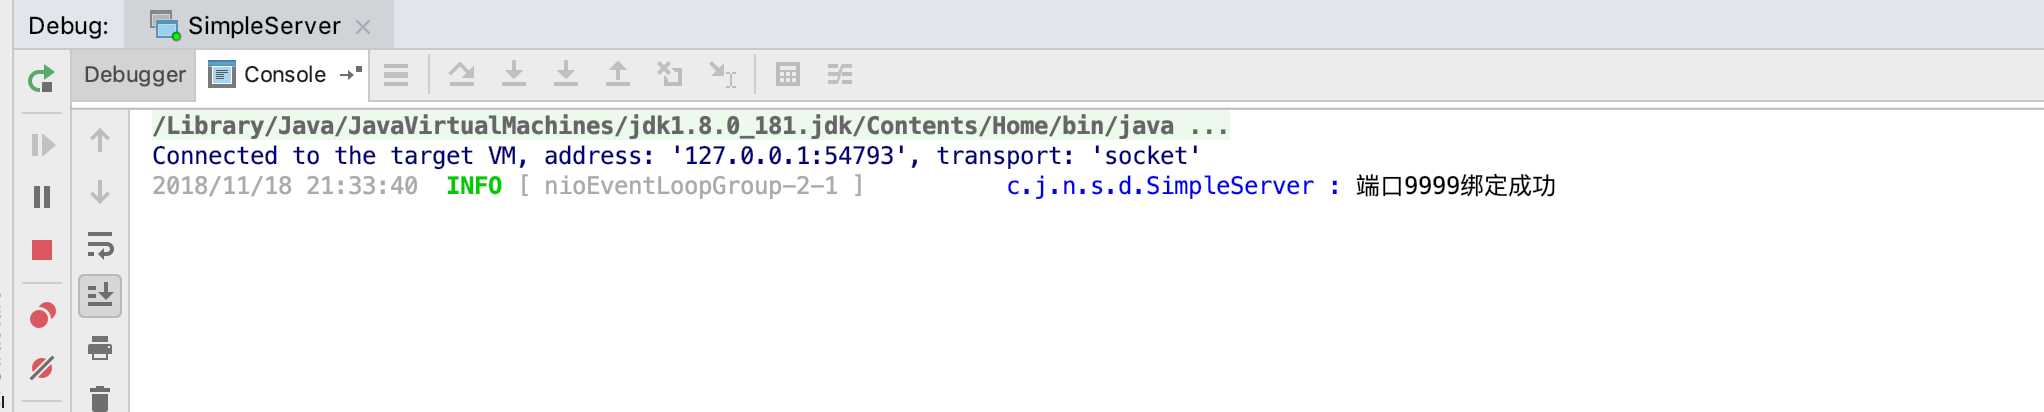 Debug: SimpleServer
Debugger Console
/Library/Java/JavaVirtualMachines/jdk1.8.0_181.jdk/Contents/Home/bin/java ...
Connected to the target VM, address: '127.0.0.1:54793', transport: 'socket'
2018/11/18 21:33:40 INFO [ nioEventLoopGroup-2-1 ] c.j.n.s.d.SimpleServer : 端口9999绑定成功